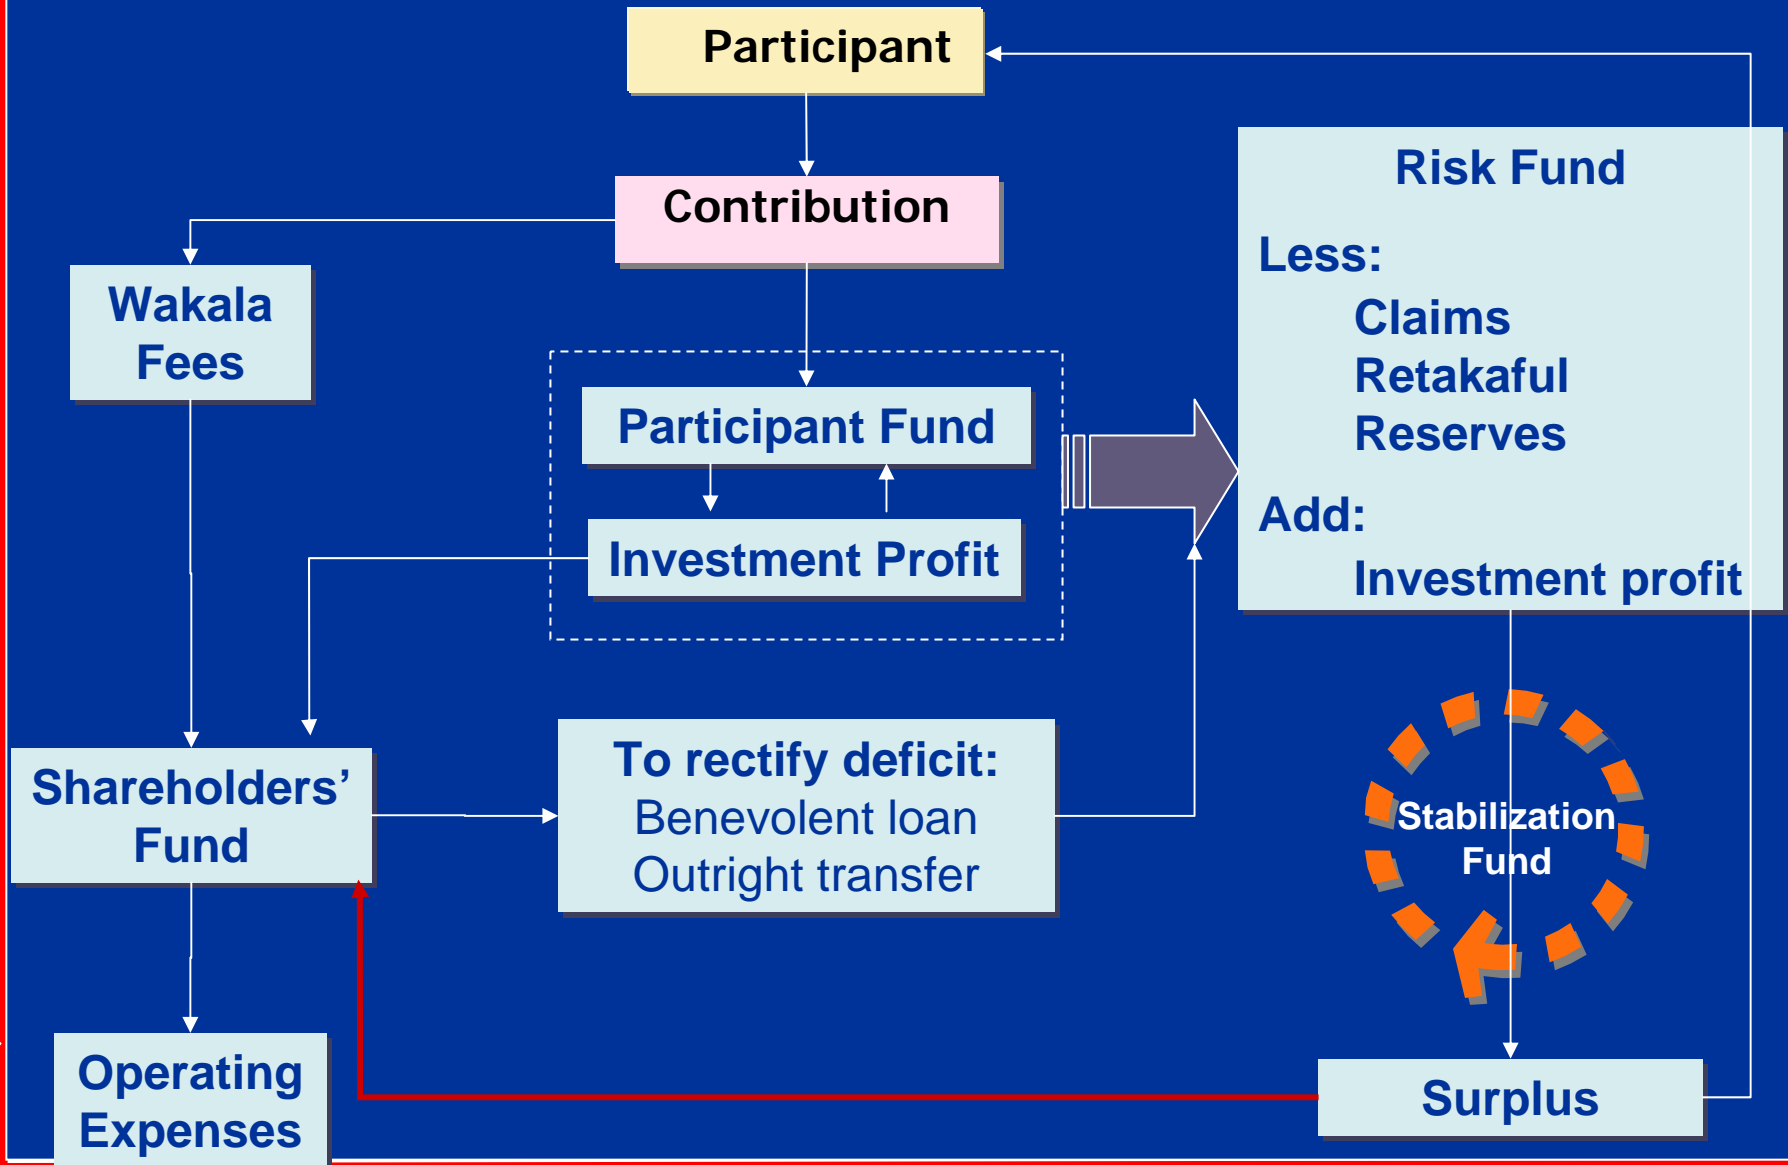 Participant
Contribution
Wakala
Fees
Participant Fund
Investment Profit
Risk Fund
Less:
Claims
Retakaful
Reserves
Add:
Investment profit
Shareholders’
Fund
To rectify deficit:
Benevolent loan
Outright transfer
Stabilization
Fund
Operating
Expenses
Surplus